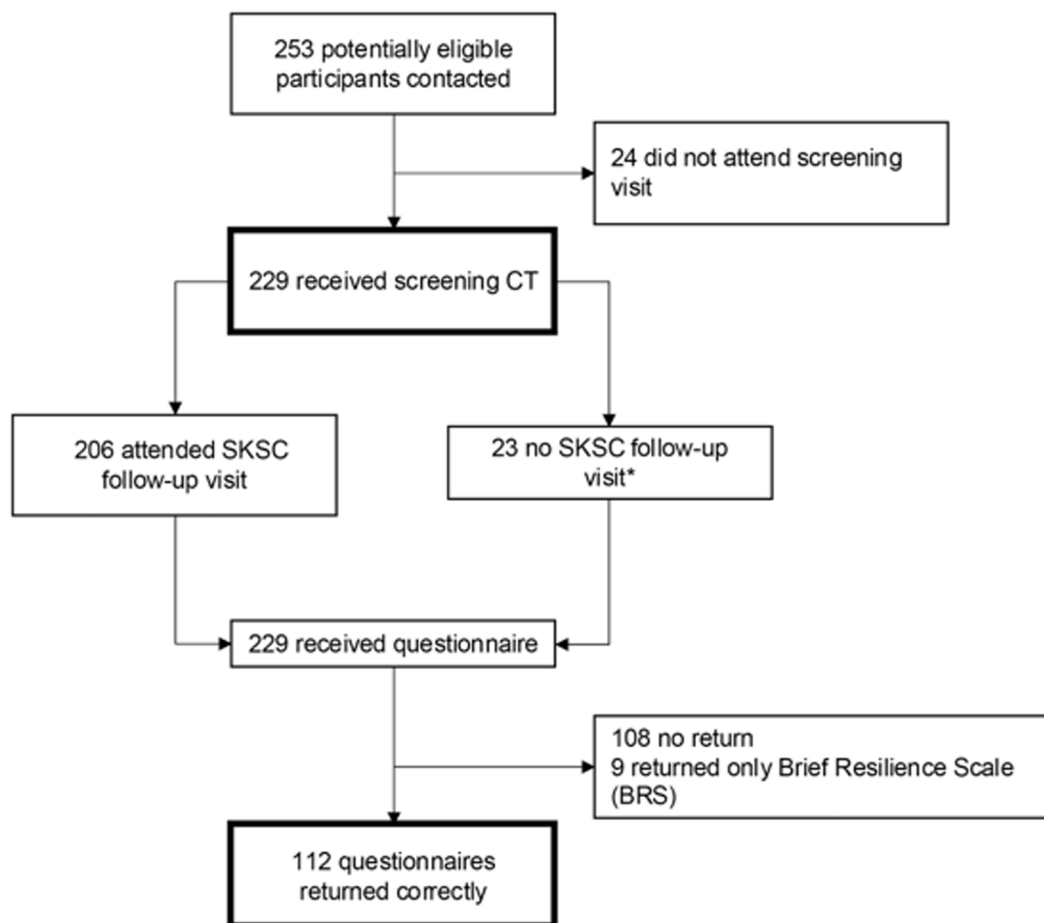 253 potentially eligible
participants contacted
24 did not attend screening
visit
229 received screening CT
206 attended SKSC
follow-up visit
23 no SKSC follow-up
visit*
229 received questionnaire
108 no return
9 returned only Brief Resilience Scale
(BRS)
112 questionnaires
returned correctly